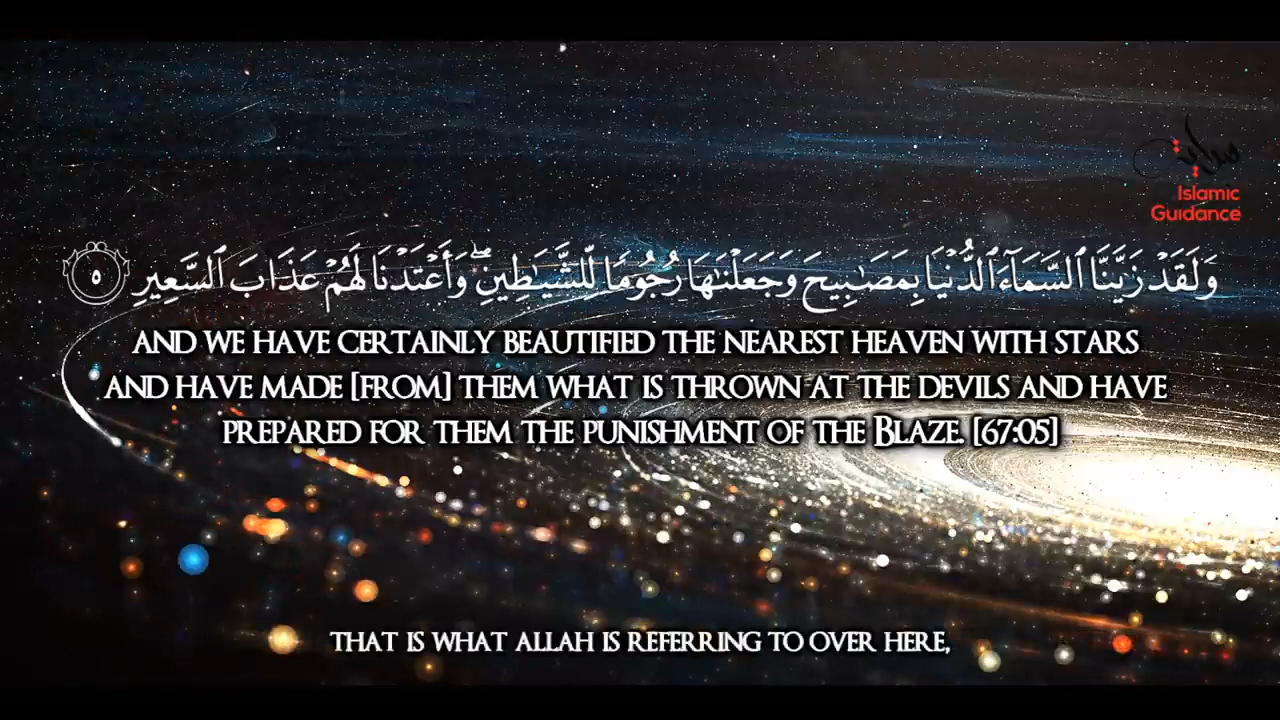 Islamic
Guidance
وَلَقَدْ زَيَّنَّا ٱلسَّمَآءَ ٱلدُّنْيَا بِمَصَـٰبِيحَ وَجَعَلْنَـٰهَا رُجُومًا لِّلشَّيَـٰطِينِ ۖ وَأَعْتَدْنَا لَهُمْ عَذَابَ ٱلسَّعِيرِ ٥
AND WE HAVE CERTAINLY BEAUTIFIED THE NEAREST HEAVEN WITH STARS
AND HAVE MADE [FROM] THEM WHAT IS THROWN AT THE DEVILS AND HAVE
PREPARED FOR THEM THE PUNISHMENT OF THE BLAZE. [67:05]
THAT IS WHAT ALLAH IS REFERRING TO OVER HERE,